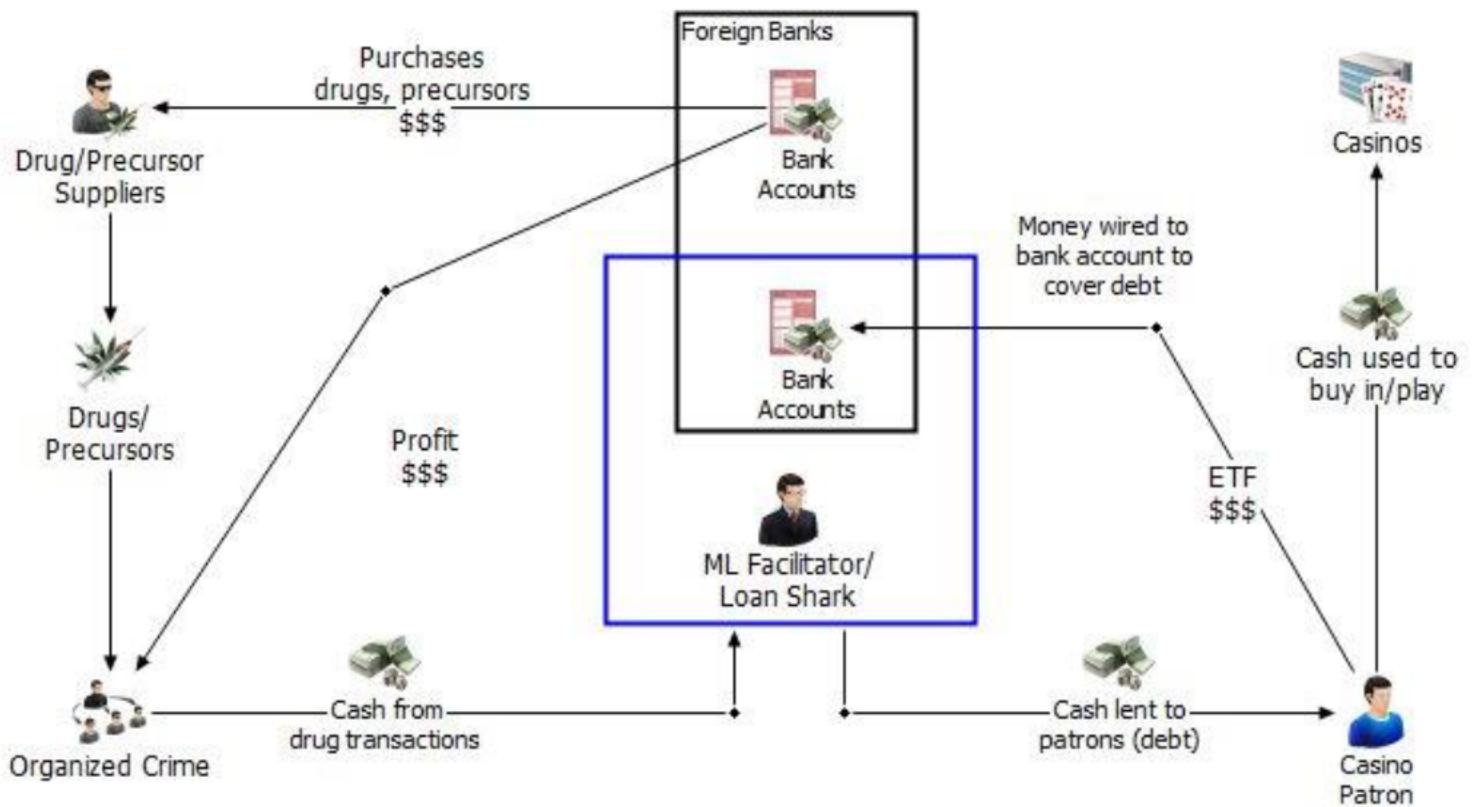 Foreign Banks
Purchases
drugs, precursors
$$$
Drug/Precursor
Suppliers
Bank
Accounts
Casinos
Money wired to
bank account to
cover debt
Cash used to
buy in/play
Bank
Accounts
Drugs/
Precursors
Profit
$$$
ETF
$$$
ML Facilitator/
Loan Shark
Cash from
drug transactions
Cash lent to
patrons (debt)
Organized Crime
Casino
Patron